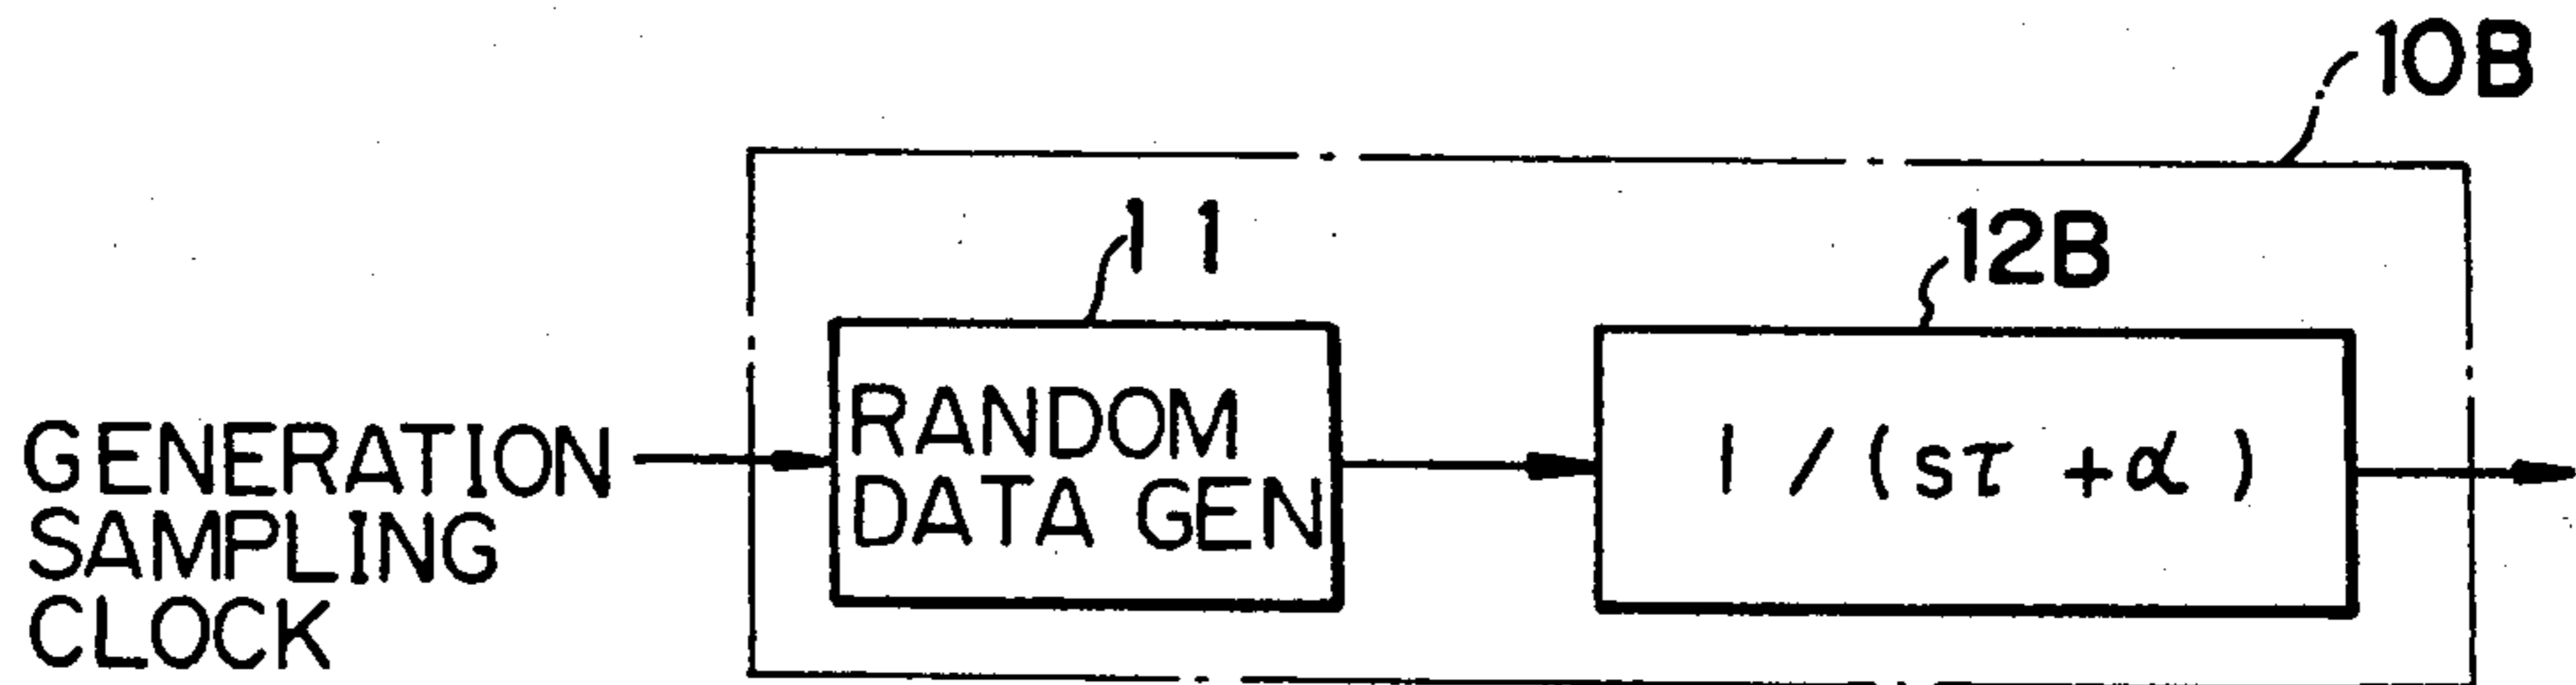 10B
11
12B
GENERATION
SAMPLING
CLOCK
RANDOM
DATA GEN
1/(sτ+α)